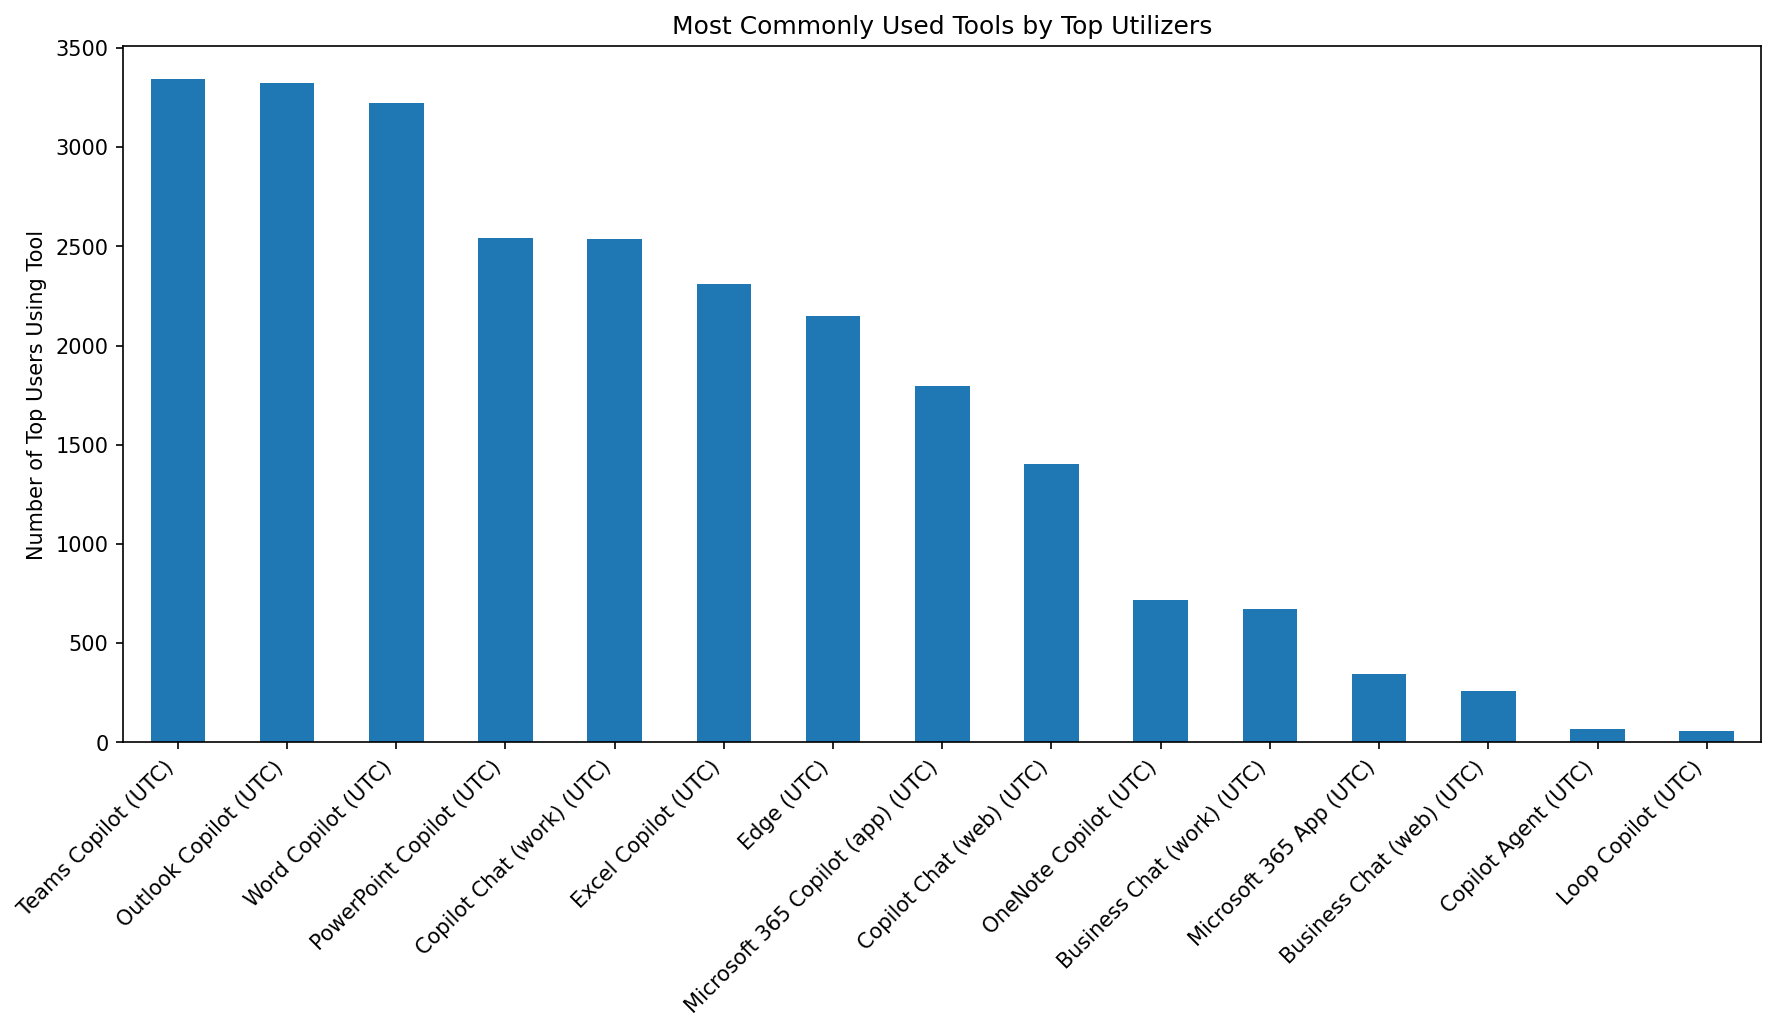 Most Commonly Used Tools by Top Utilizers
Number of Top Users Using Tool
3500
3000
2500
2000
1500
1000
500
0
Teams Copilot (UTC)
Outlook Copilot (UTC)
Word Copilot (UTC)
PowerPoint Copilot (UTC)
Copilot Chat (work) (UTC)
Excel Copilot (UTC)
Edge (UTC)
Microsoft 365 Copilot (app) (UTC)
Copilot Chat (web) (UTC)
OneNote Copilot (UTC)
Business Chat (work) (UTC)
Microsoft 365 App (UTC)
Business Chat (web) (UTC)
Copilot Agent (UTC)
Loop Copilot (UTC)